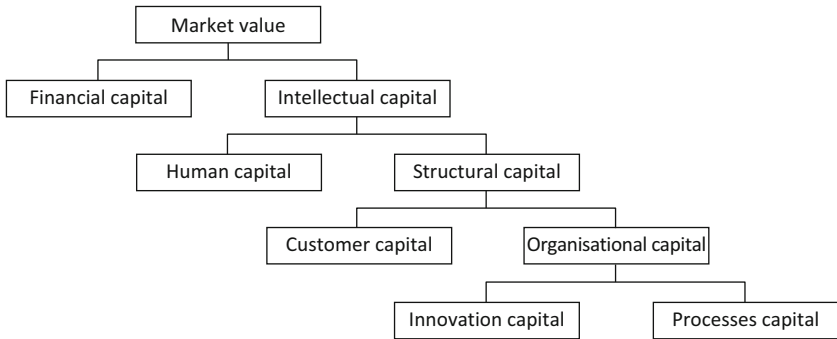 Market value
Financial capital
Intellectual capital
Human capital
Structural capital
Customer capital
Organisational capital
Innovation capital
Processes capital